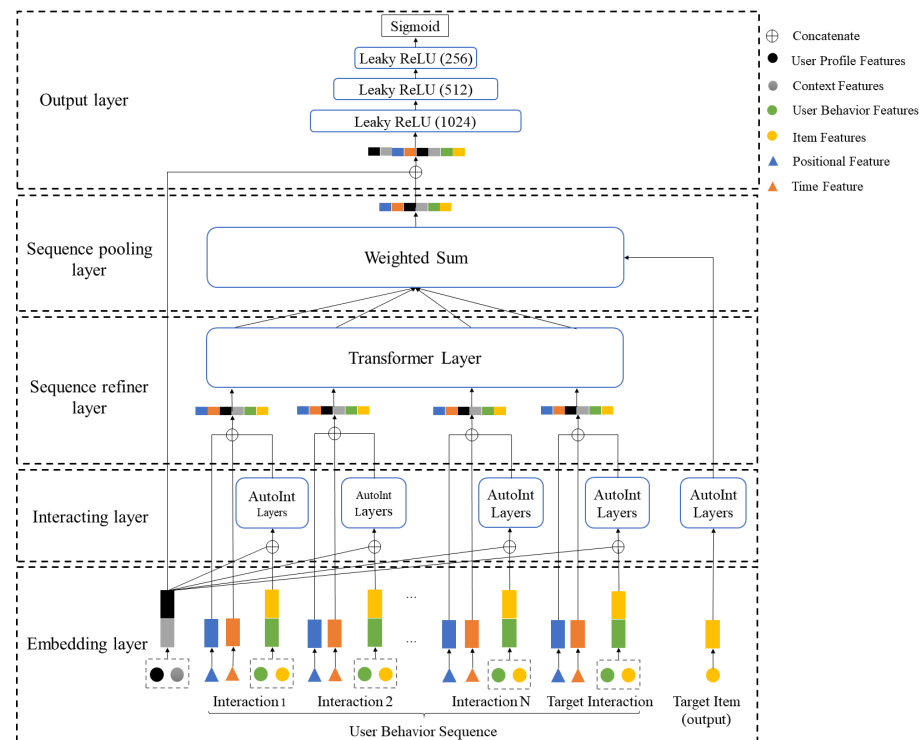 Sigmoid
Leaky ReLU (256)
Leaky ReLU (512)
Leaky ReLU (1024)
Output layer
Concatenate
User Profile Features
Context Features
User Behavior Features
Item Features
Positional Feature
Time Feature
Sequence pooling
layer
Weighted Sum
Sequence refiner
layer
Transformer Layer
Interacting layer
AutoInt
Layers
AutoInt
Layers
AutoInt
Layers
AutoInt
Layers
AutoInt
Layers
Embedding layer
...
...
Interaction 1
Interaction 2
Interaction N
Target Interaction
Target Item
(output)
User Behavior Sequence